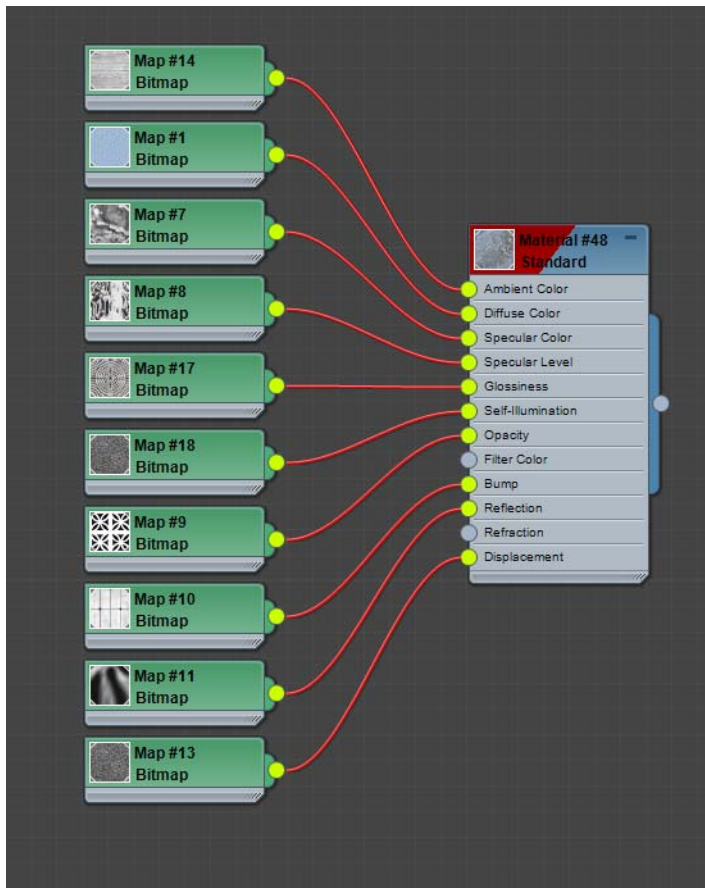 Map #14
Bitmap
Map #1
Bitmap
Map #7
Bitmap
Map #8
Bitmap
Map #17
Bitmap
Map #18
Bitmap
Map #9
Bitmap
Map #10
Bitmap
Map #11
Bitmap
Map #13
Bitmap
Material #48
Standard
Ambient Color
Diffuse Color
Specular Color
Specular Level
Glossiness
Self-Illumination
Opacity
Filter Color
Bump
Reflection
Refraction
Displacement